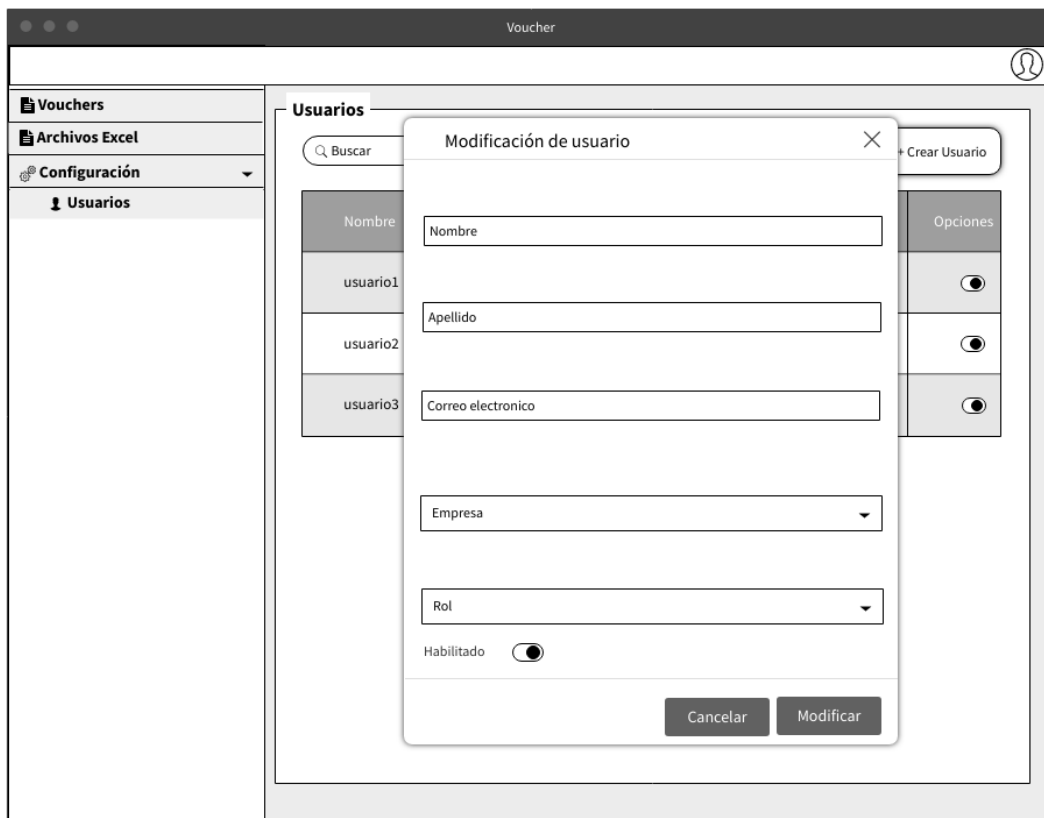 Voucher
Vouchers
Archivos Excel
Configuración
Usuarios
Usuarios
Buscar
+ Crear Usuario
Nombre
Opciones
usuario1
usuario2
usuario3
Modificación de usuario
Nombre
Apellido
Correo electronico
Empresa
Rol
Habilitado
Cancelar
Modificar